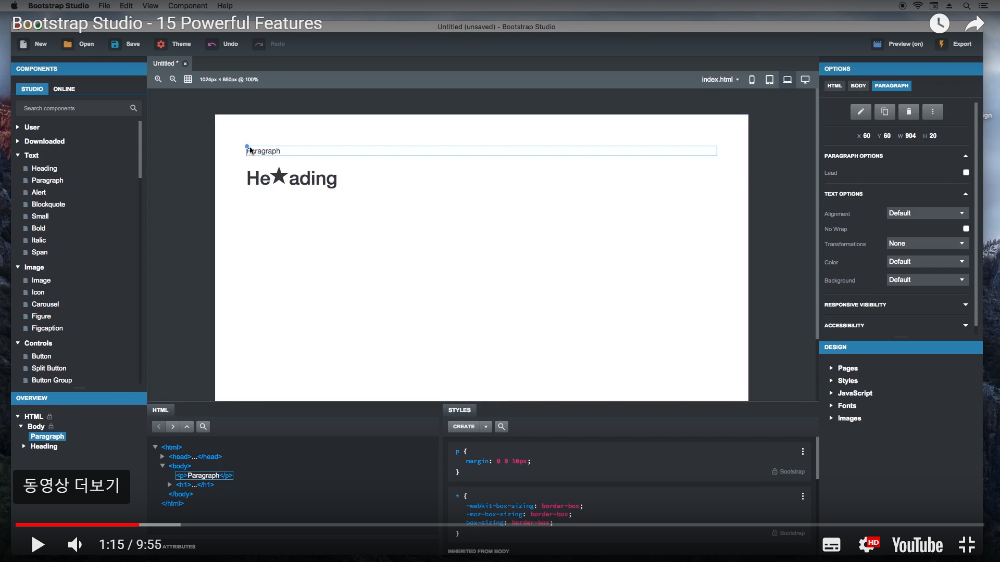 Bootstrap Studio File Edit View Component Help
Bootstrap Studio - 15 Powerful Features
Untitled (unsaved) - Bootstrap Studio
New Open Save Theme Undo Redo Preview (on) Export
COMPONENTS
STUDIO ONLINE
Search components
User
Downloaded
Text
Heading
Paragraph
Alert
Blockquote
Small
Bold
Italic
Span
Image
Image
Icon
Carousel
Figure
Figcaption
Controls
Button
Split Button
Button Group
OVERVIEW
HTML
Body
Paragraph
Heading
동영상 더보기
Untitled *
1024px × 650px @ 100% index.html
Paragraph
He★ading
HTML
<html>
<head>...</head>
<body>
<p>Paragraph</p>
<h1>...</h1>
</body>
</html>
ATTRIBUTES
STYLES
CREATE
p {
margin: 0 0 10px;
}
Bootstrap
* {
-webkit-box-sizing: border-box;
-moz-box-sizing: border-box;
box-sizing: border-box;
}
Bootstrap
INHERITED FROM BODY
OPTIONS
HTML BODY PARAGRAPH
ign
X 60 Y 60 W 904 H 20
PARAGRAPH OPTIONS
Lead
TEXT OPTIONS
Alignment Default
No Wrap
Transformations None
Color Default
Background Default
RESPONSIVE VISIBILITY
ACCESSIBILITY
DESIGN
Pages
Styles
JavaScript
Fonts
Images
1:15 / 9:55
HD YouTube